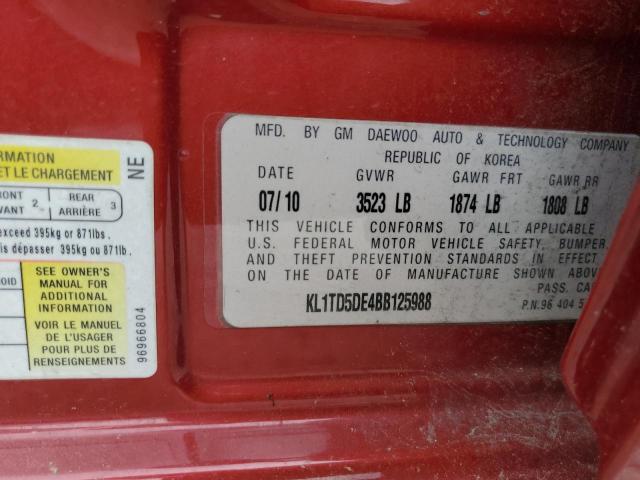 RMATION
ET LE CHARGEMENT
NE
RONT
VANT 2
REAR
ARRIÈRE 3
exceed 395kg or 871lbs.
is dépasser 395kg ou 871lb.
OID
SEE OWNER'S
MANUAL FOR
ADDITIONAL
INFORMATION
VOIR LE MANUEL
DE L'USAGER
POUR PLUS DE
RENSEIGNEMENTS
96966804
MFD. BY GM DAEWOO AUTO & TECHNOLOGY COMPANY
REPUBLIC OF KOREA
DATE GVWR GAWR FRT GAWR RR
07/10 3523 LB 1874 LB 1808 LB
THIS VEHICLE CONFORMS TO ALL APPLICABLE
U.S. FEDERAL MOTOR VEHICLE SAFETY, BUMPER,
AND THEFT PREVENTION STANDARDS IN EFFECT
ON THE DATE OF MANUFACTURE SHOWN ABOV
PASS. CA
KL1TD5DE4BB125988
P.N.96 404 5